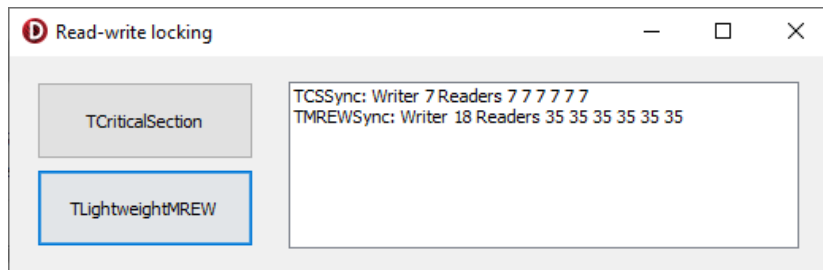 Read-write locking
TCriticalSection
TLightweightMREW
TCSSync: Writer 7 Readers 7 7 7 7 7 7
TMREWSync: Writer 18 Readers 35 35 35 35 35 35